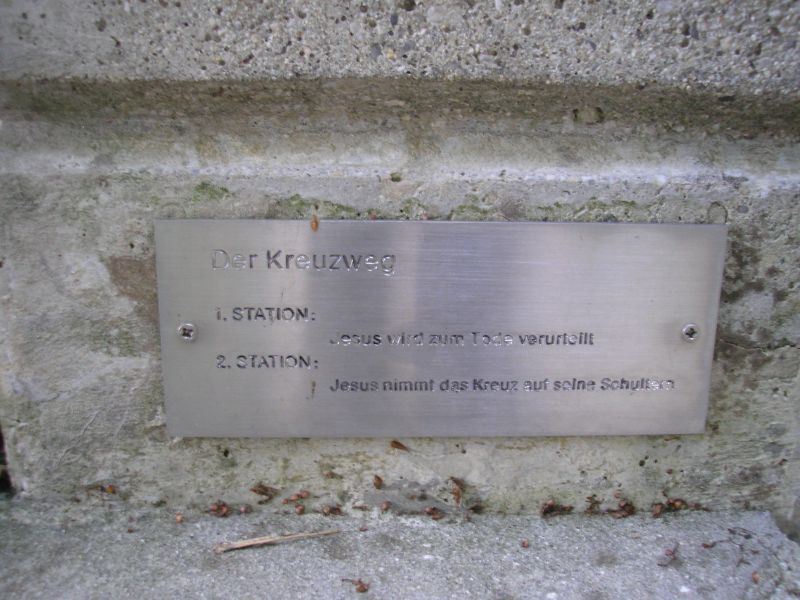 Der Kreuzweg
1. STATION:
Jesus wird zum Tode verurteilt
2. STATION:
Jesus nimmt das Kreuz auf seine Schultern